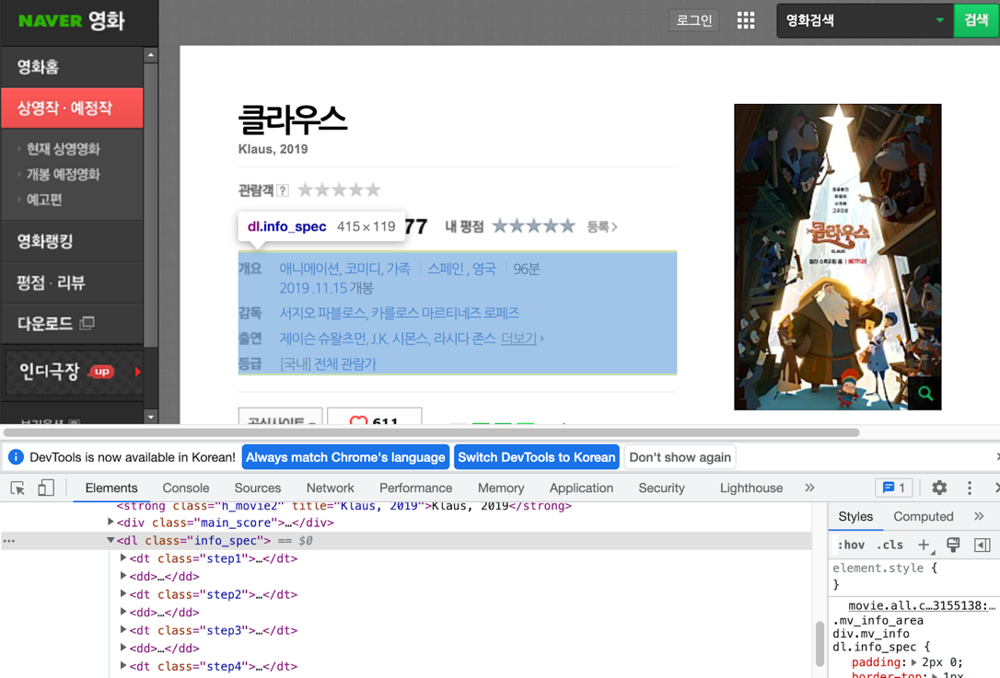 NAVER 영화
로그인
영화검색
검색
영화홈
상영작 · 예정작
현재 상영영화
개봉 예정영화
예고편
영화랭킹
평점 · 리뷰
다운로드
인디극장 up
클라우스
Klaus, 2019
관람객 ?
dl.info_spec 415 × 119
77 내 평점 등록
개요 애니메이션, 코미디, 가족 스페인 , 영국 96분
2019 .11.15 개봉
감독 서지오 파블로스, 카를로스 마르티네즈 로페즈
출연 제이슨 슈왈츠먼, J.K. 시몬스, 라시다 존스 더보기
등급 [국내] 전체 관람가
공식사이트
611
클라우스
KLAUS
NETFLIX
DevTools is now available in Korean! Always match Chrome's language Switch DevTools to Korean Don't show again
Elements Console Sources Network Performance Memory Application Security Lighthouse » 1
<strong class="h_movie2" title="Klaus, 2019">Klaus, 2019</strong>
<div class="main_score">…</div>
<dl class="info_spec"> == $0
<dt class="step1">…</dt>
<dd>…</dd>
<dt class="step2">…</dt>
<dd>…</dd>
<dt class="step3">…</dt>
<dd>…</dd>
<dt class="step4">…</dt>
Styles Computed »
:hov .cls +
element.style {
}
movie.all.c…3155138:…
.mv_info_area
div.mv_info
dl.info_spec {
padding: 2px 0;
border-top: 1px